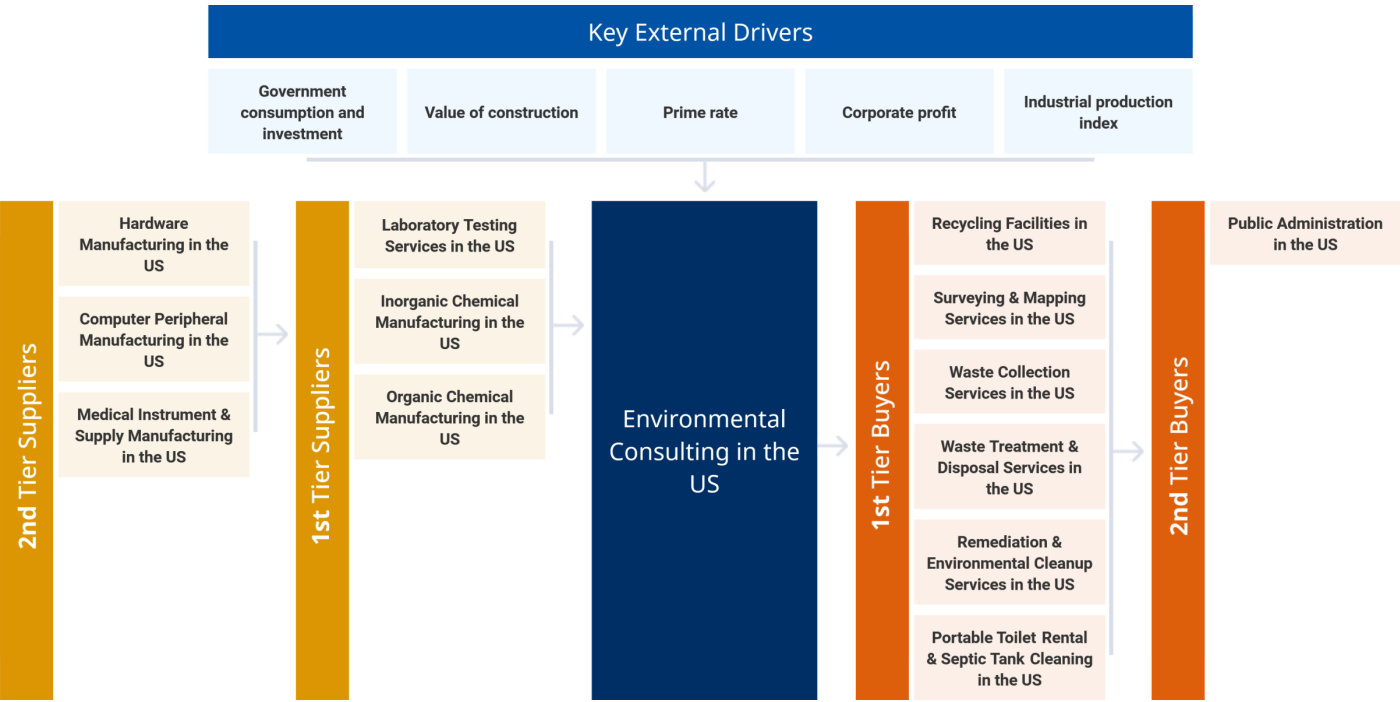 Key External Drivers
Government
consumption and
investment
Value of construction
Prime rate
Corporate profit
Industrial production
index
2nd Tier Suppliers
Hardware
Manufacturing in the
US
Computer Peripheral
Manufacturing in the
US
Medical Instrument &
Supply Manufacturing
in the US
1st Tier Suppliers
Laboratory Testing
Services in the US
Inorganic Chemical
Manufacturing in the
US
Organic Chemical
Manufacturing in the
US
Environmental
Consulting in the
US
1st Tier Buyers
Recycling Facilities in
the US
Surveying & Mapping
Services in the US
Waste Collection
Services in the US
Waste Treatment &
Disposal Services in
the US
Remediation &
Environmental Cleanup
Services in the US
Portable Toilet Rental
& Septic Tank Cleaning
in the US
2nd Tier Buyers
Public Administration
in the US